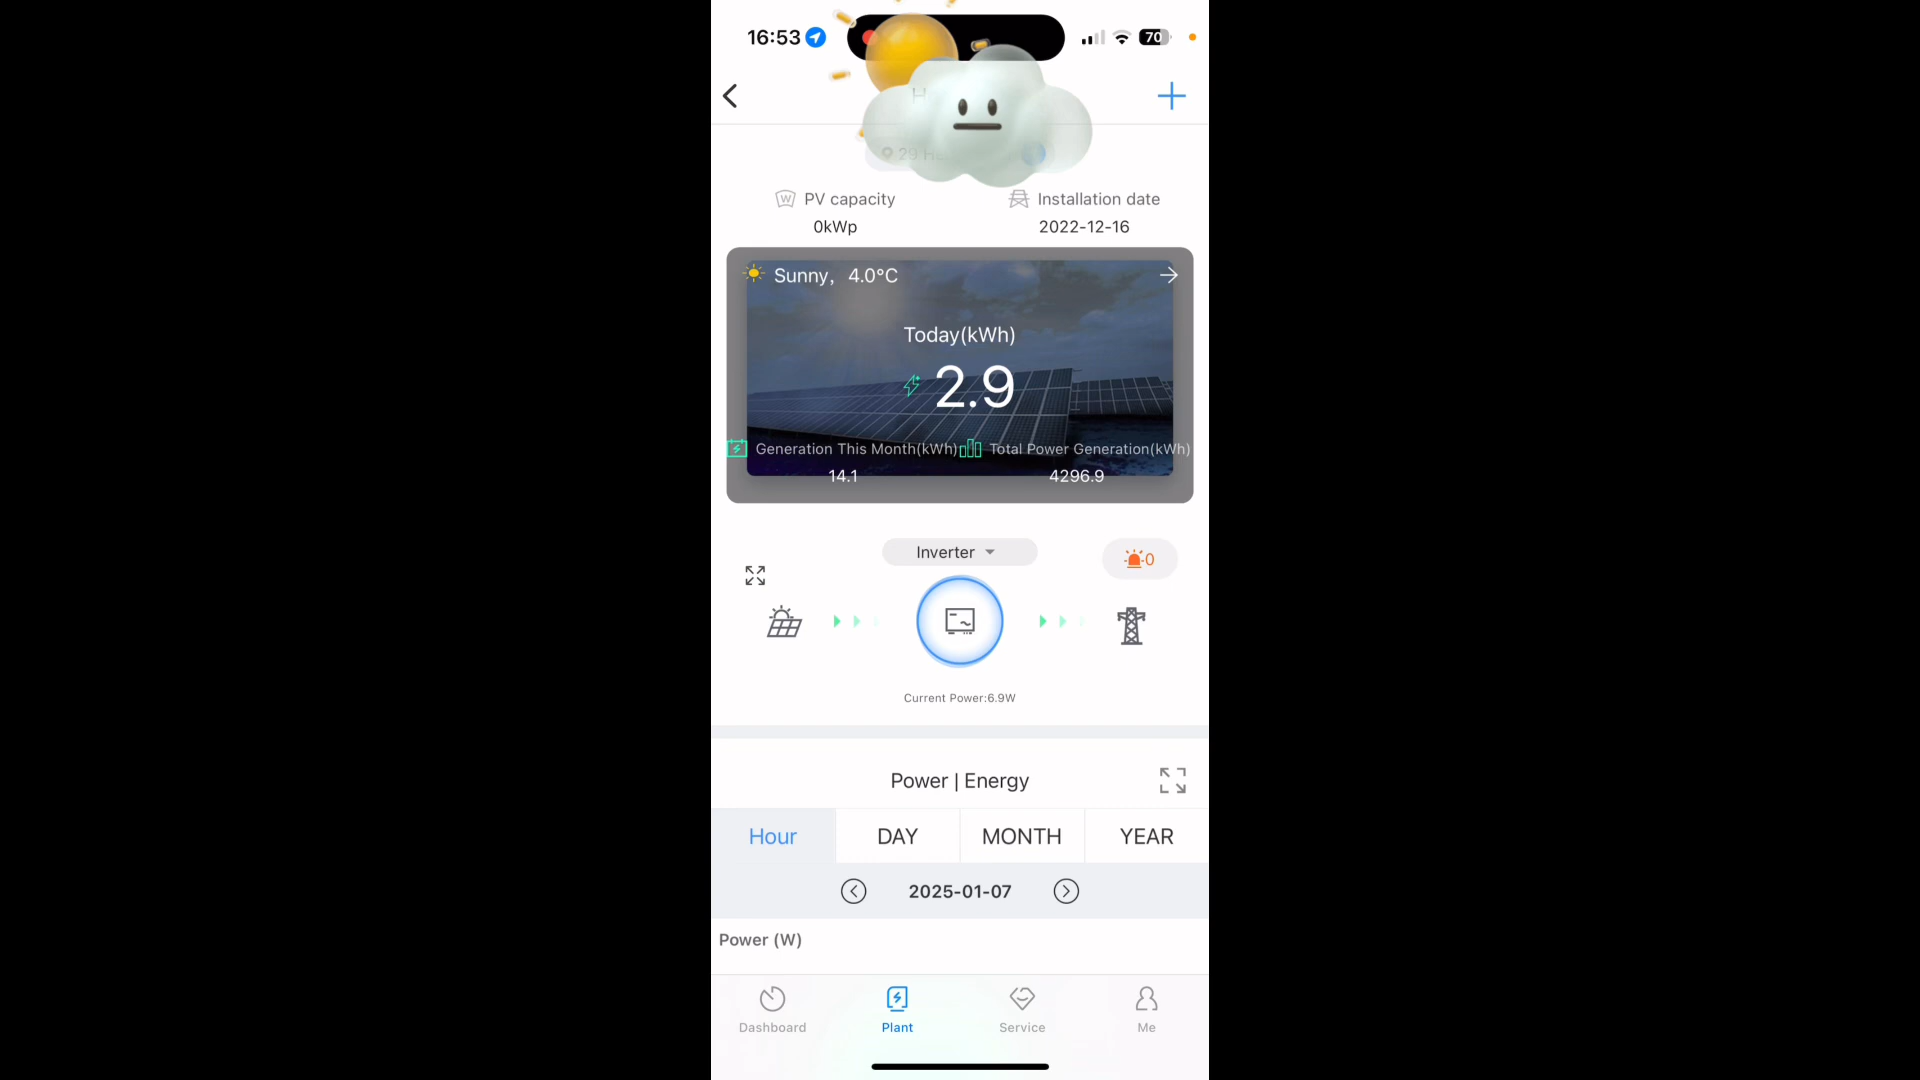 16:53
70
PV capacity
Installation date
0kWp
2022-12-16
Sunny, 4.0°C
Today(kWh)
2.9
Generation This Month(kWh)
Total Power Generation(kWh)
14.1
4296.9
Inverter
0
Current Power:6.9W
Power | Energy
Hour
DAY
MONTH
YEAR
2025-01-07
Power (W)
Dashboard
Plant
Service
Me